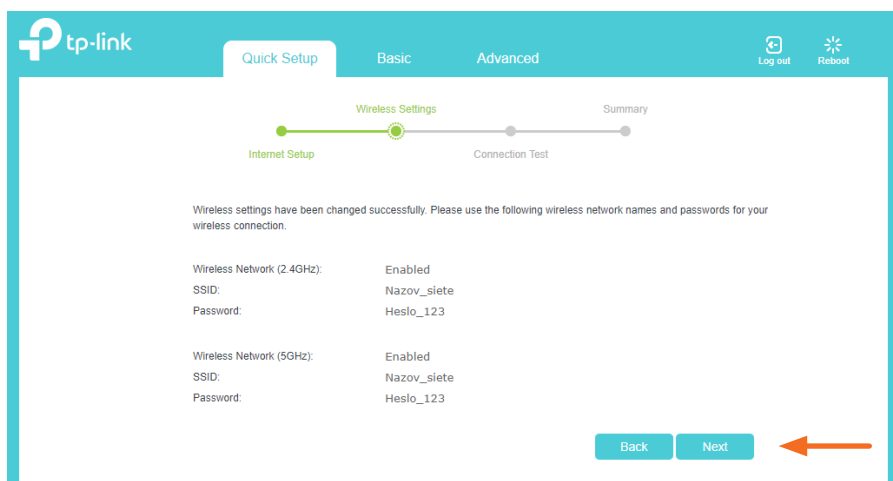 tp-link
Quick Setup
Basic
Advanced
Log out
Reboot
Wireless Settings
Summary
Internet Setup
Connection Test
Wireless settings have been changed successfully. Please use the following wireless network names and passwords for your
wireless connection.
Wireless Network (2.4GHz): Enabled
SSID: Nazov_siete
Password: Heslo_123
Wireless Network (5GHz): Enabled
SSID: Nazov_siete
Password: Heslo_123
Back
Next